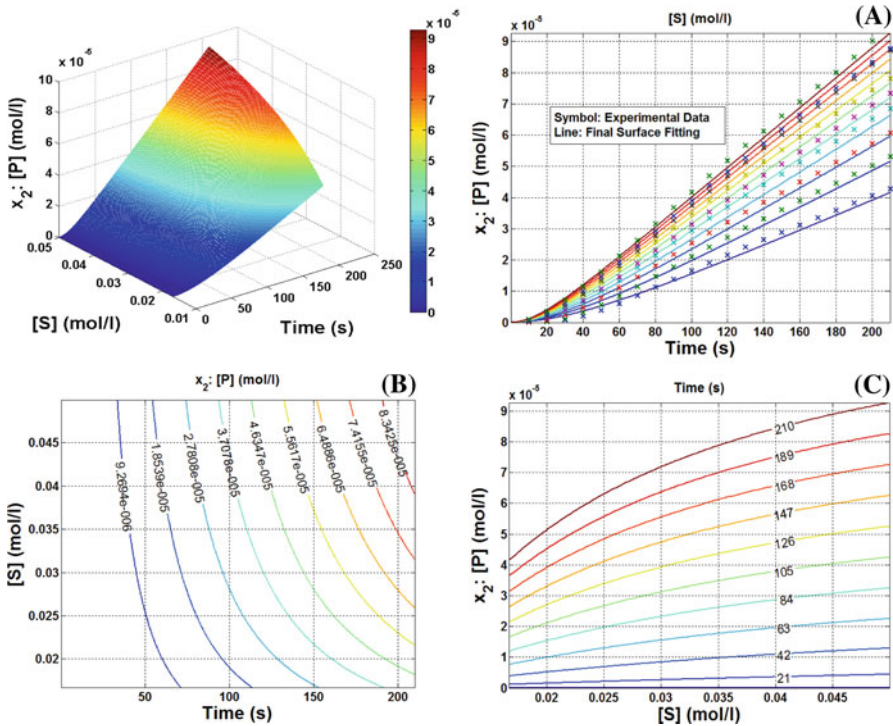 x 10⁻⁵
10
8
6
4
2
0
x₂: [P] (mol/l)
0.05
0.04
0.03
0.02
0.01
[S] (mol/l)
0
50
100
150
200
250
Time (s)
x 10⁻⁵
9
8
7
6
5
4
3
2
1
0
[S] (mol/l)
(A)
x 10⁻⁵
9
8
7
6
5
4
3
2
1
0
x₂: [P] (mol/l)
Symbol: Experimental Data
Line: Final Surface Fitting
20 40 60 80 100 120 140 160 180 200
Time (s)
x₂: [P] (mol/l)
(B)
0.045
0.04
0.035
0.03
0.025
0.02
[S] (mol/l)
9.2694e-006
1.8539e-005
2.7808e-005
3.7078e-005
4.6347e-005
5.5617e-005
6.4886e-005
7.4155e-005
8.3425e-005
50 100 150 200
Time (s)
Time (s)
(C)
x 10⁻⁵
9
8
7
6
5
4
3
2
1
0
x₂: [P] (mol/l)
210
189
168
147
126
105
84
63
42
21
0.02 0.025 0.03 0.035 0.04 0.045
[S] (mol/l)